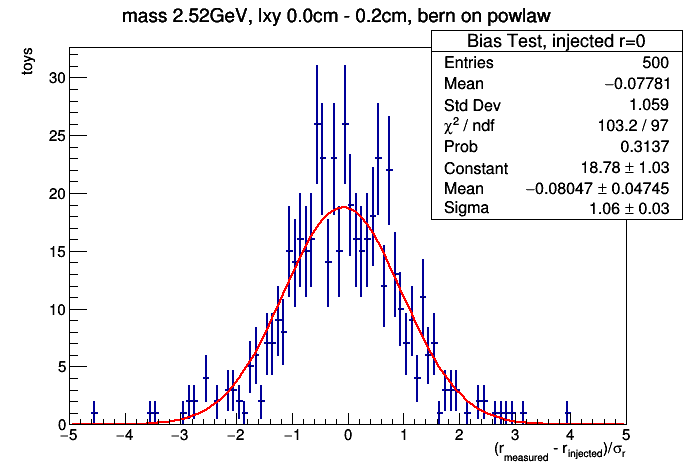 mass 2.52GeV, lxy 0.0cm - 0.2cm, bern on powlaw
toys
Bias Test, injected r=0
Entries 500
Mean −0.07781
Std Dev 1.059
χ² / ndf 103.2 / 97
Prob 0.3137
Constant 18.78 ± 1.03
Mean −0.08047 ± 0.04745
Sigma 1.06 ± 0.03
30
25
20
15
10
5
0
−5 −4 −3 −2 −1 0 1 2 3 4 5
(r_measured - r_injected)/σ_r